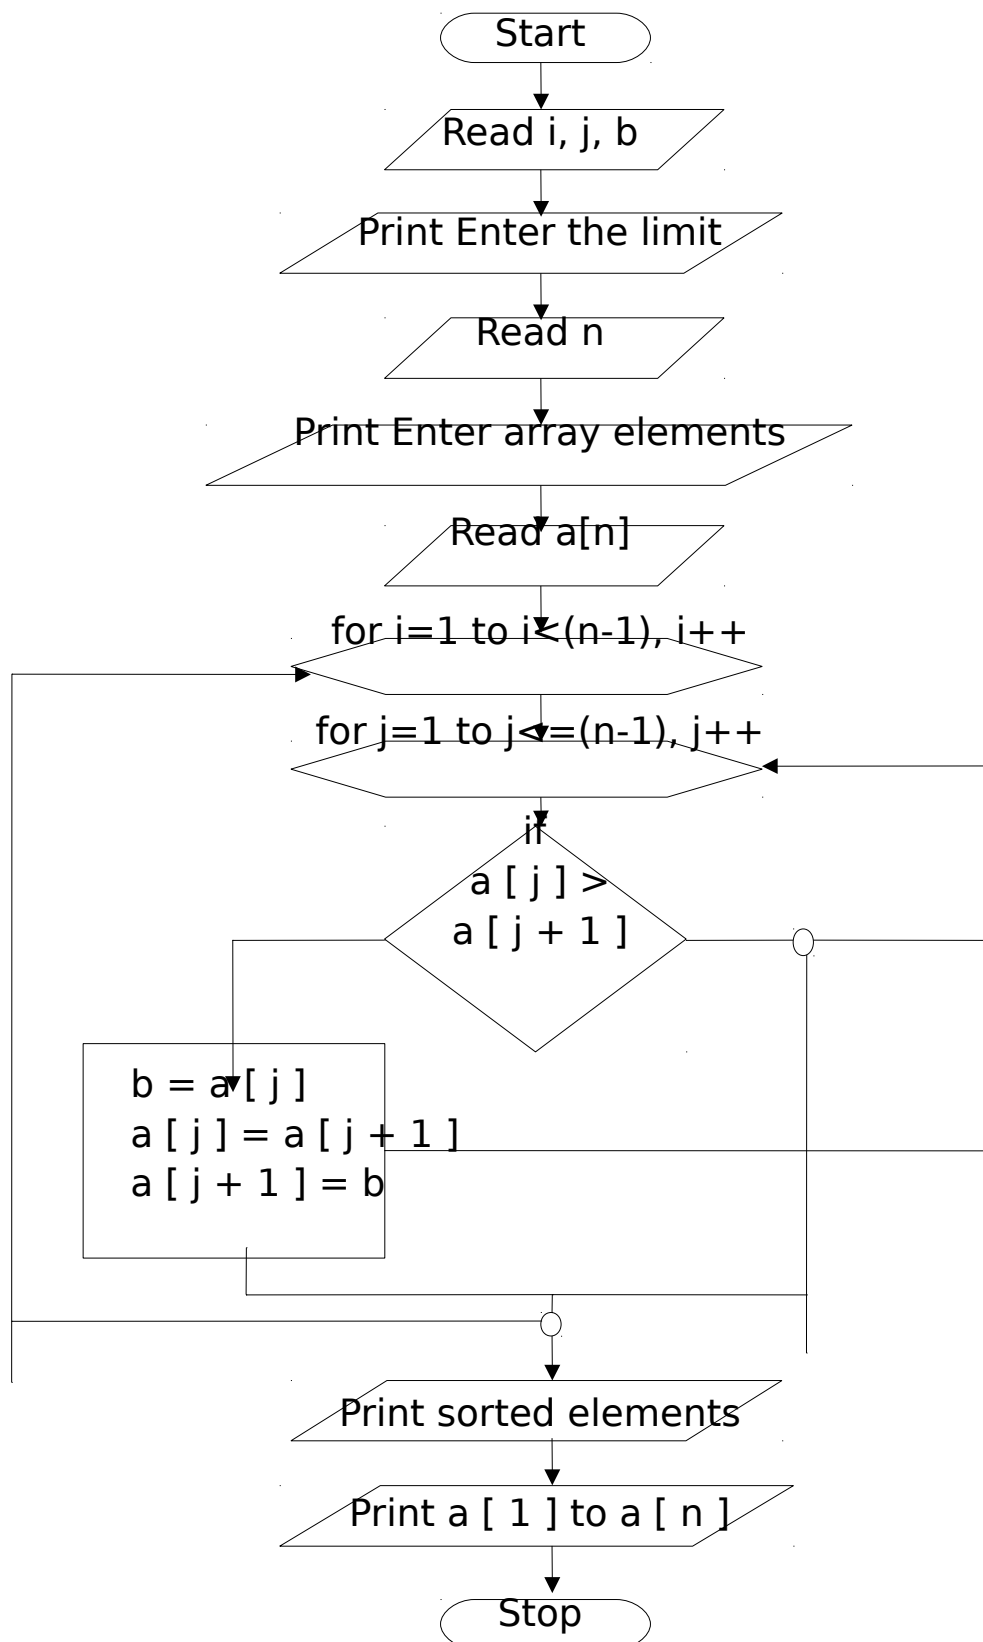 Start
Read i, j, b
Print Enter the limit
Read n
Print Enter array elements
Read a[n]
for i=1 to i<(n-1), i++
for j=1 to j<=(n-1), j++
if
a [ j ] >
a [ j + 1 ]
b = a [ j ]
a [ j ] = a [ j + 1 ]
a [ j + 1 ] = b
Print sorted elements
Print a [ 1 ] to a [ n ]
Stop